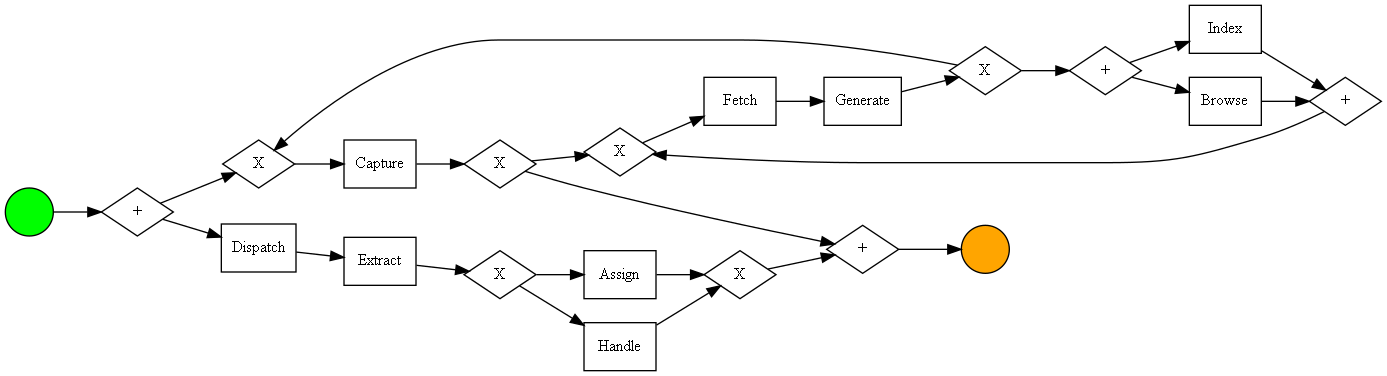 Index
X
+
Fetch
Generate
Browse
+
X
Capture
X
X
+
Dispatch
Extract
X
Assign
X
+
Handle